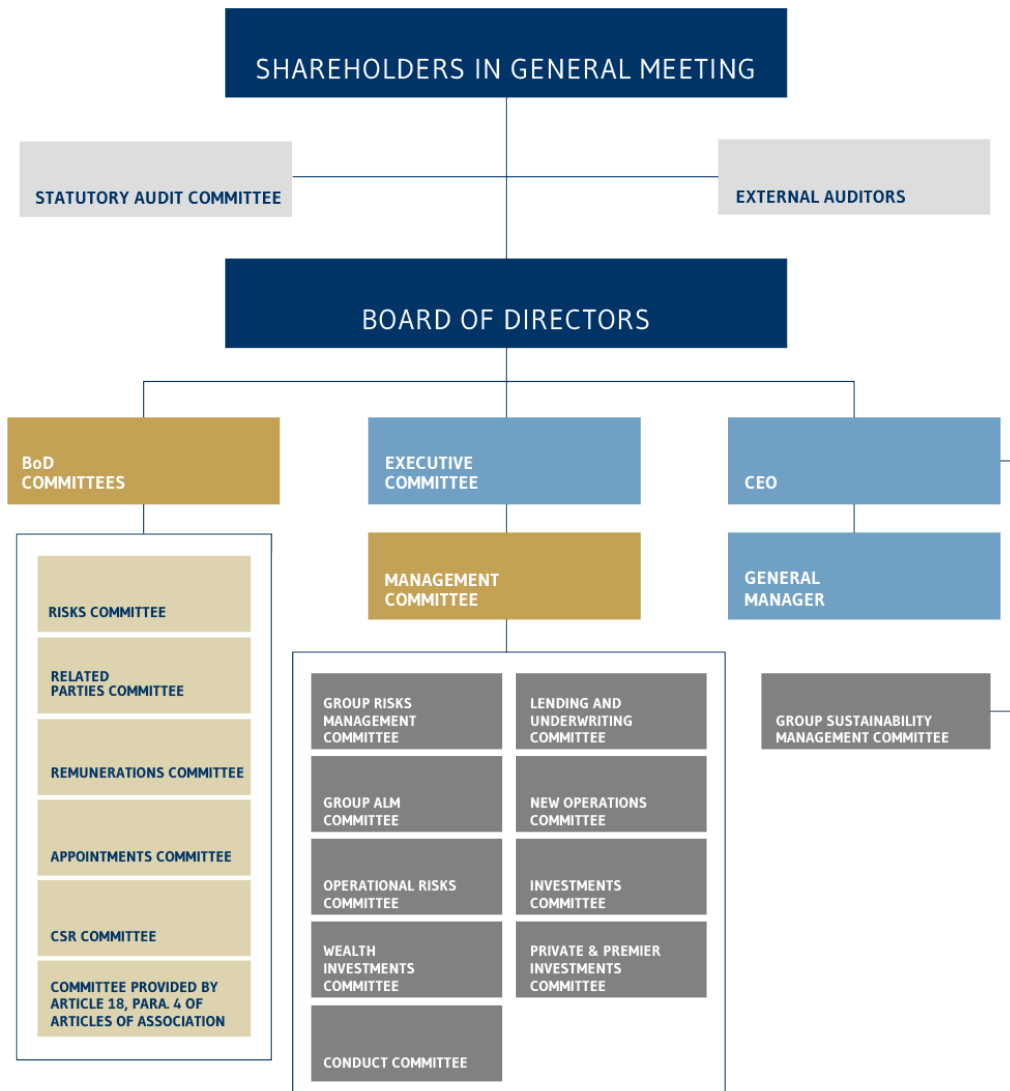 SHAREHOLDERS IN GENERAL MEETING
STATUTORY AUDIT COMMITTEE
EXTERNAL AUDITORS
BOARD OF DIRECTORS
BoD
COMMITTEES
EXECUTIVE
COMMITTEE
CEO
MANAGEMENT
COMMITTEE
GENERAL
MANAGER
RISKS COMMITTEE
RELATED
PARTIES COMMITTEE
REMUNERATIONS COMMITTEE
APPOINTMENTS COMMITTEE
CSR COMMITTEE
COMMITTEE PROVIDED BY
ARTICLE 18, PARA. 4 OF
ARTICLES OF ASSOCIATION
GROUP RISKS
MANAGEMENT
COMMITTEE
LENDING AND
UNDERWRITING
COMMITTEE
GROUP ALM
COMMITTEE
NEW OPERATIONS
COMMITTEE
OPERATIONAL RISKS
COMMITTEE
INVESTMENTS
COMMITTEE
WEALTH
INVESTMENTS
COMMITTEE
PRIVATE & PREMIER
INVESTMENTS
COMMITTEE
CONDUCT COMMITTEE
GROUP SUSTAINABILITY
MANAGEMENT COMMITTEE